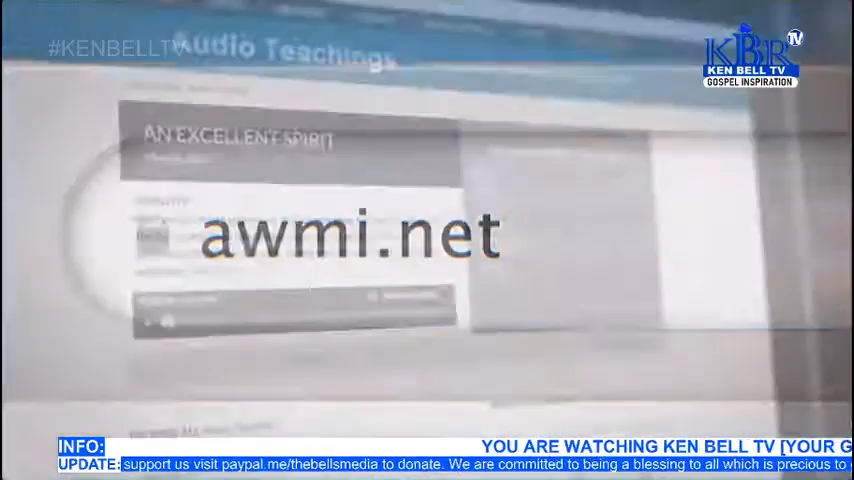 #KENBELLTV
Audio Teachings
KBR TV
KEN BELL TV
GOSPEL INSPIRATION
AN EXCELLENT SPIRIT
awmi.net
INFO:
YOU ARE WATCHING KEN BELL TV [YOUR G
UPDATE:
support us visit paypal.me/thebellsmedia to donate. We are committed to being a blessing to all which is precious to